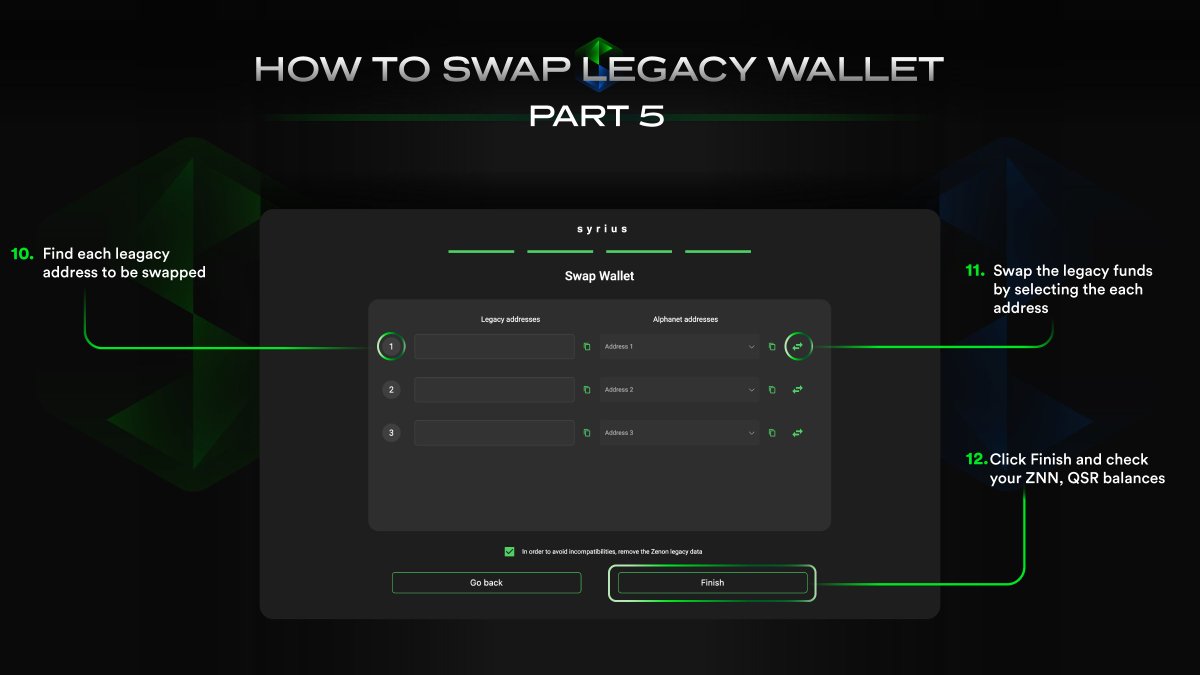 HOW TO SWAP LEGACY WALLET
PART 5
10. Find each leagacy
address to be swapped
syrius
Swap Wallet
Legacy addresses Alphanet addresses
1 Address 1
2 Address 2
3 Address 3
In order to avoid incompatibilities, remove the Zenon legacy data
Go back Finish
11. Swap the legacy funds
by selecting the each
address
12. Click Finish and check
your ZNN, QSR balances